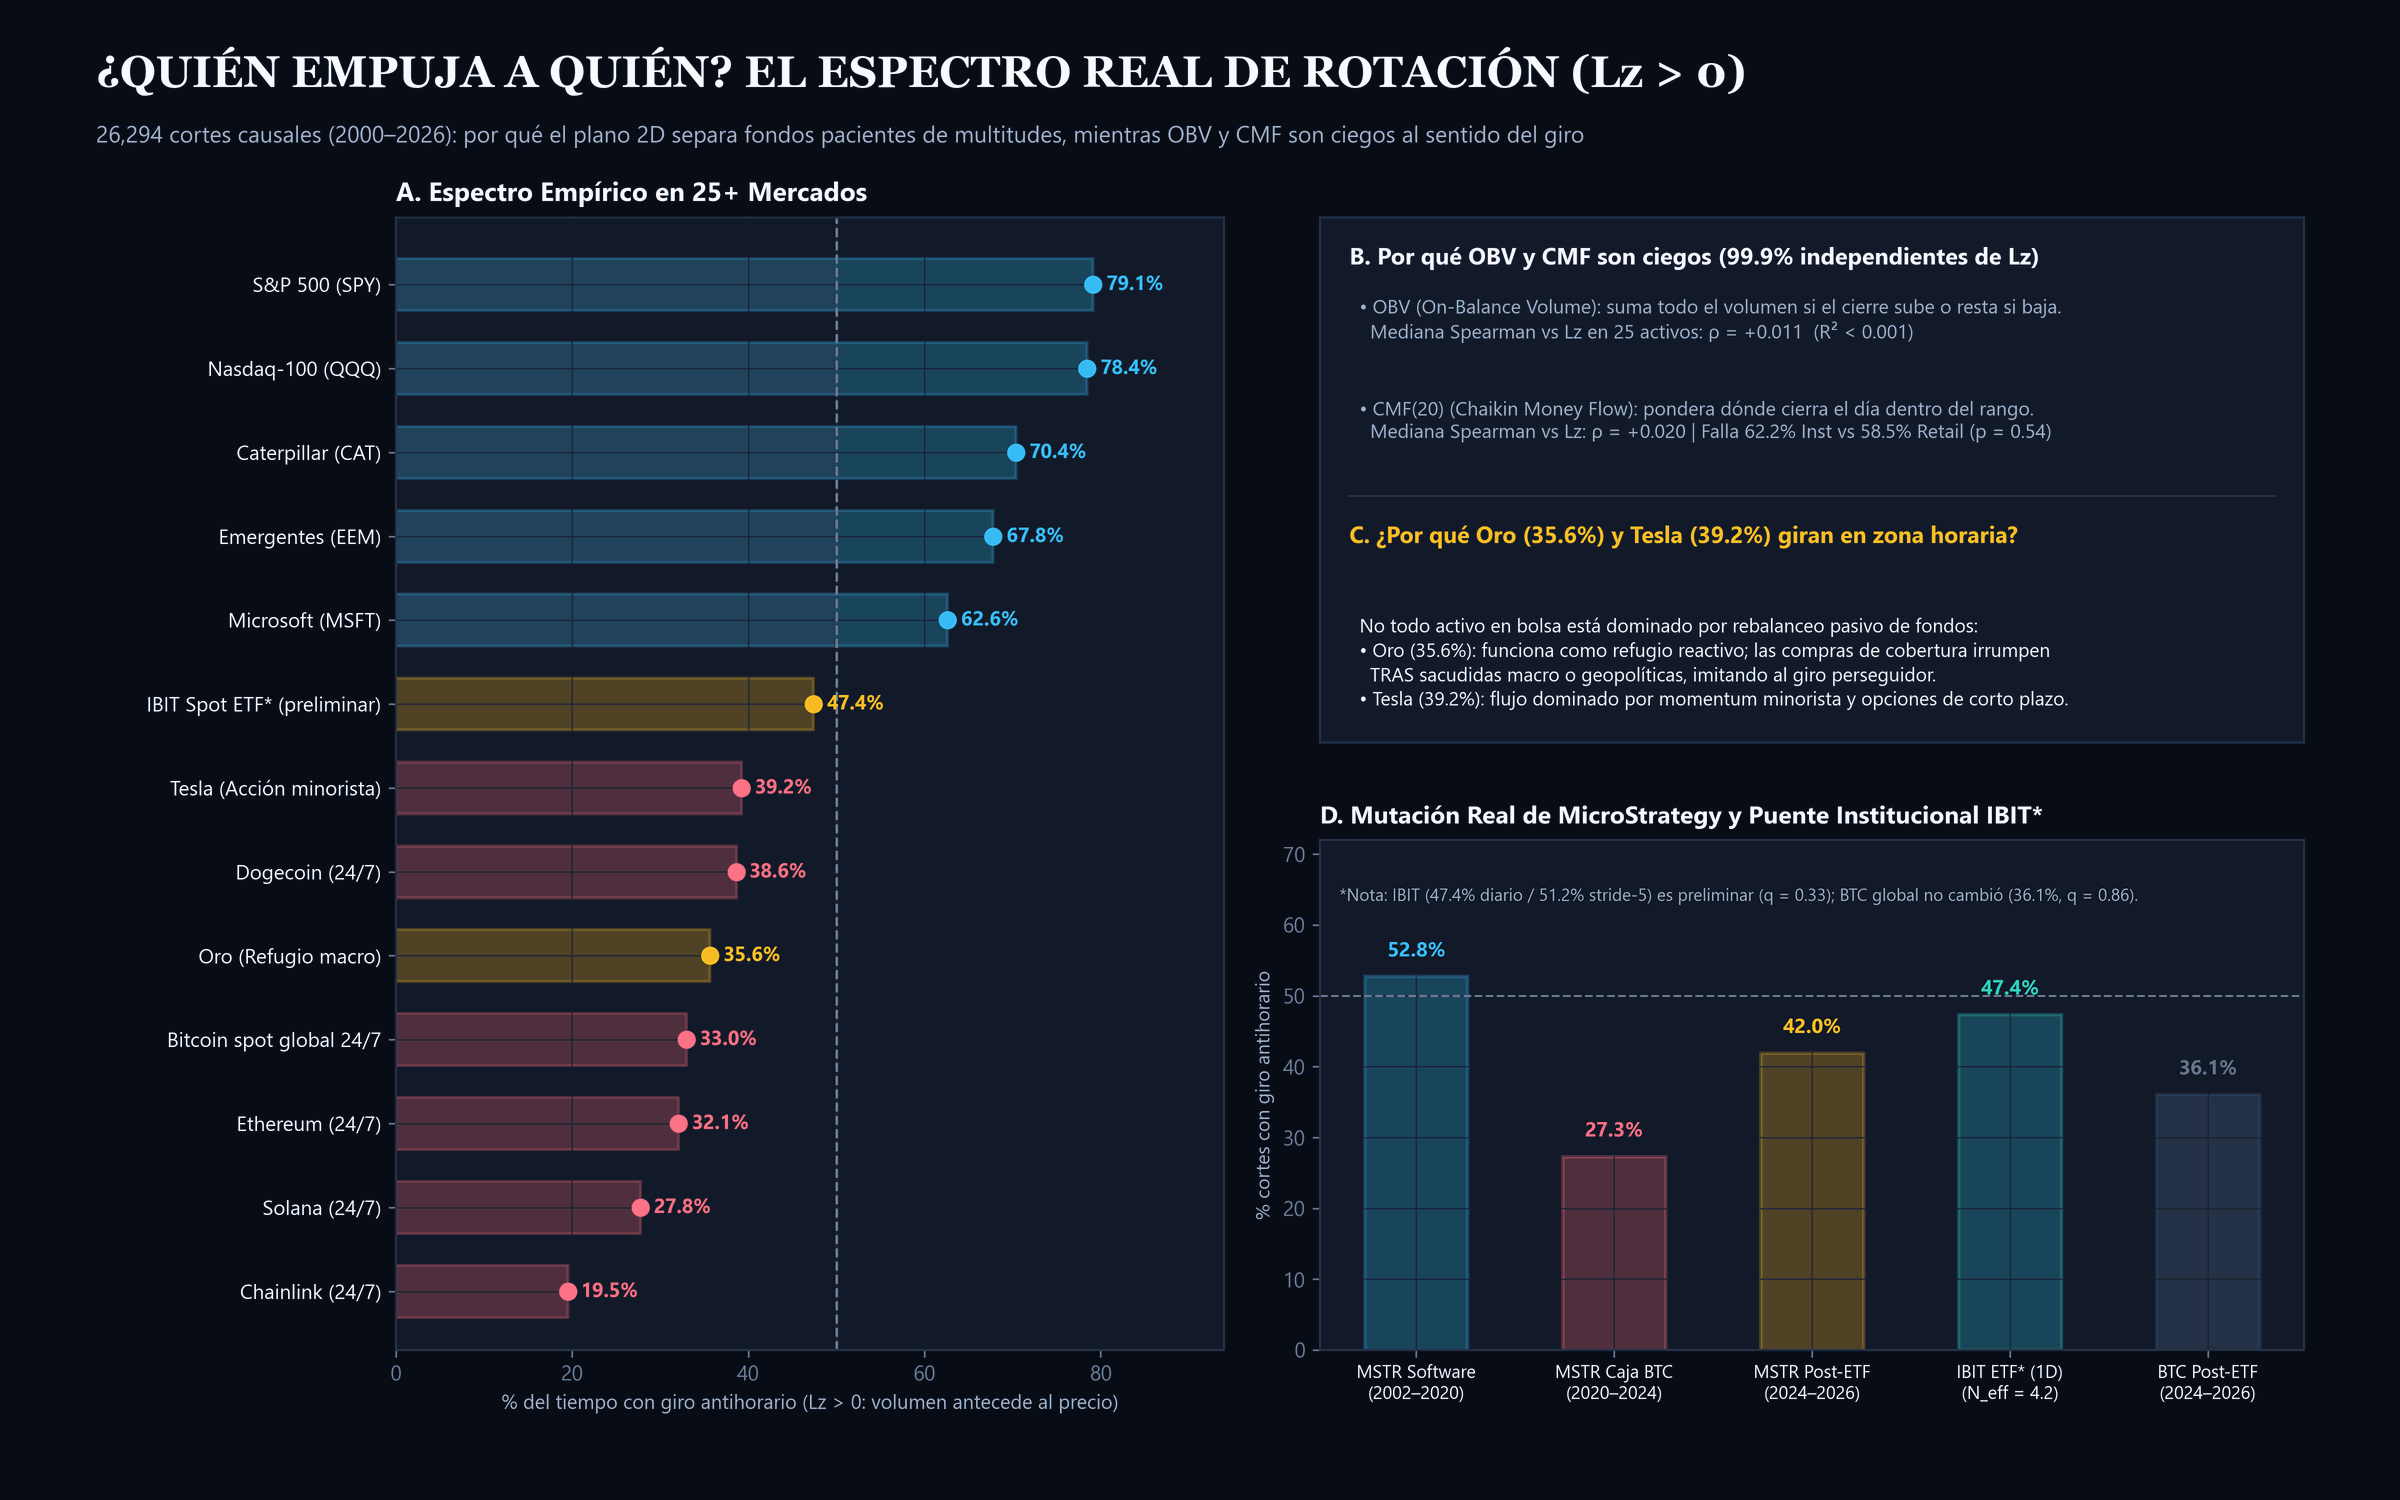 ¿QUIÉN EMPUJA A QUIÉN? EL ESPECTRO REAL DE ROTACIÓN (Lz > 0)
26,294 cortes causales (2000–2026): por qué el plano 2D separa fondos pacientes de multitudes, mientras OBV y CMF son ciegos al sentido del giro
A. Espectro Empírico en 25+ Mercados
S&P 500 (SPY)
79.1%
Nasdaq-100 (QQQ)
78.4%
Caterpillar (CAT)
70.4%
Emergentes (EEM)
67.8%
Microsoft (MSFT)
62.6%
IBIT Spot ETF* (preliminar)
47.4%
Tesla (Acción minorista)
39.2%
Dogecoin (24/7)
38.6%
Oro (Refugio macro)
35.6%
Bitcoin spot global 24/7
33.0%
Ethereum (24/7)
32.1%
Solana (24/7)
27.8%
Chainlink (24/7)
19.5%
0 20 40 60 80
% del tiempo con giro antihorario (Lz > 0: volumen antecede al precio)
B. Por qué OBV y CMF son ciegos (99.9% independientes de Lz)
• OBV (On-Balance Volume): suma todo el volumen si el cierre sube o resta si baja.
Mediana Spearman vs Lz en 25 activos: ρ = +0.011 (R² < 0.001)
• CMF(20) (Chaikin Money Flow): pondera dónde cierra el día dentro del rango.
Mediana Spearman vs Lz: ρ = +0.020 | Falla 62.2% Inst vs 58.5% Retail (p = 0.54)
C. ¿Por qué Oro (35.6%) y Tesla (39.2%) giran en zona horaria?
No todo activo en bolsa está dominado por rebalanceo pasivo de fondos:
• Oro (35.6%): funciona como refugio reactivo; las compras de cobertura irrumpen
TRAS sacudidas macro o geopolíticas, imitando al giro perseguidor.
• Tesla (39.2%): flujo dominado por momentum minorista y opciones de corto plazo.
D. Mutación Real de MicroStrategy y Puente Institucional IBIT*
% cortes con giro antihorario
70
60
50
40
30
20
10
0
*Nota: IBIT (47.4% diario / 51.2% stride-5) es preliminar (q = 0.33); BTC global no cambió (36.1%, q = 0.86).
52.8%
27.3%
42.0%
47.4%
36.1%
MSTR Software
(2002–2020)
MSTR Caja BTC
(2020–2024)
MSTR Post-ETF
(2024–2026)
IBIT ETF* (1D)
(N_eff = 4.2)
BTC Post-ETF
(2024–2026)